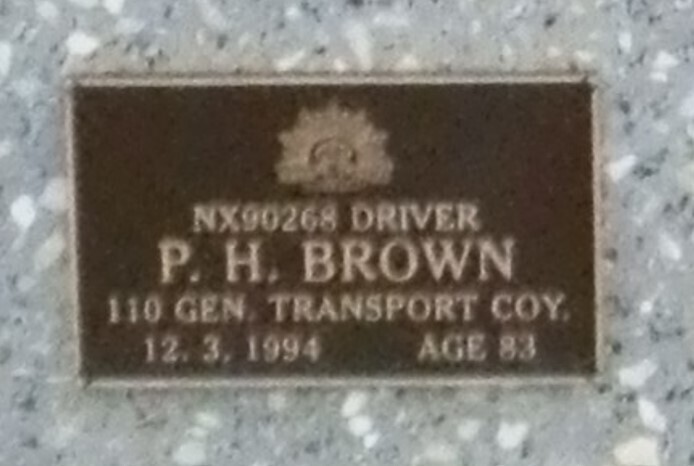 NX90268 DRIVER
P. H. BROWN
110 GEN. TRANSPORT COY.
12. 3. 1994 AGE 83